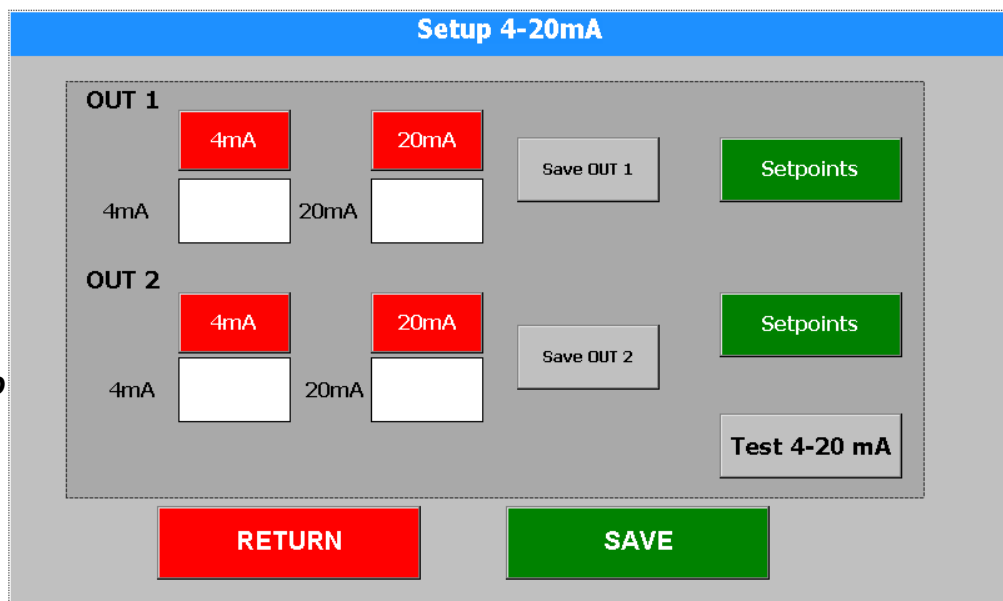 Setup 4-20mA
OUT 1
4mA 20mA
Save OUT 1 Setpoints
4mA 20mA
OUT 2
4mA 20mA Setpoints
Save OUT 2
4mA 20mA
Test 4-20 mA
RETURN SAVE